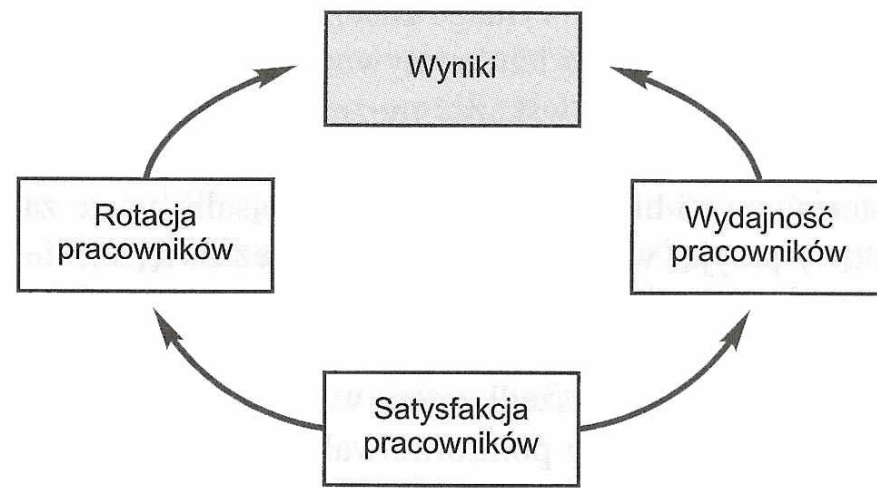 Wyniki
Rotacja
pracowników
Wydajność
pracowników
Satysfakcja
pracowników